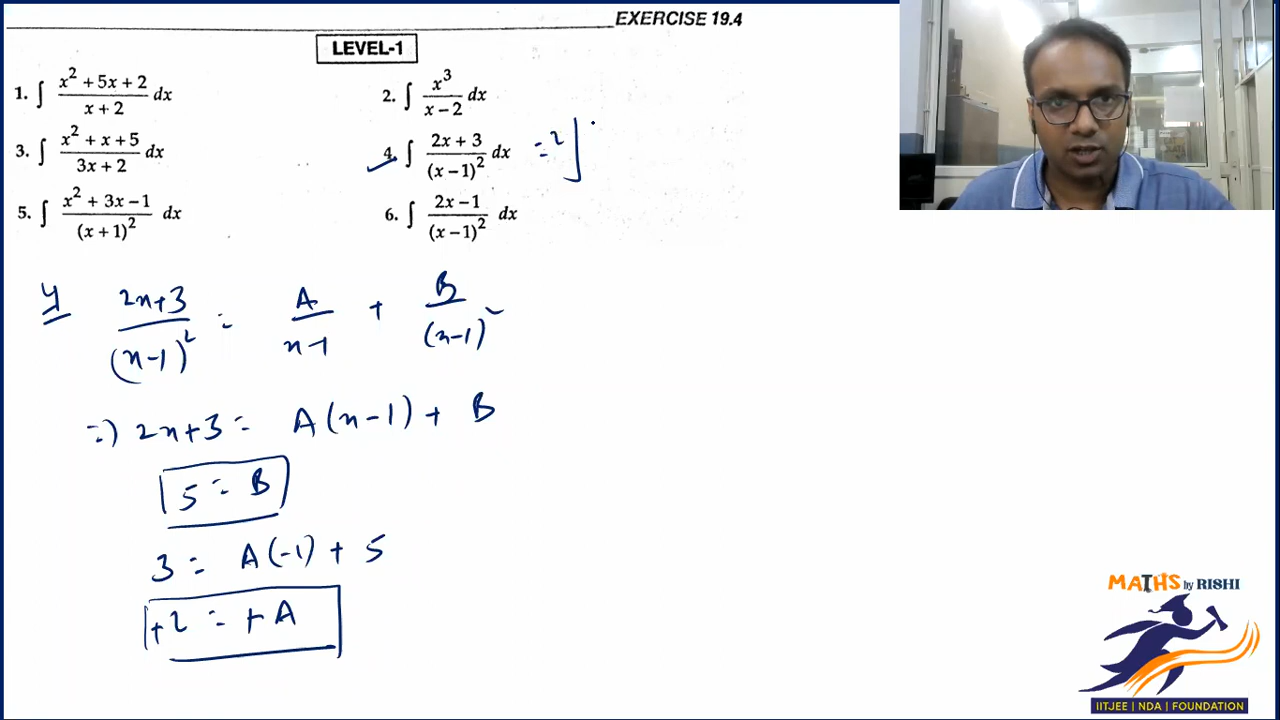 EXERCISE 19.4
LEVEL-1
1. ∫ (x² + 5x + 2)/(x + 2) dx
2. ∫ x³/(x − 2) dx
3. ∫ (x² + x + 5)/(3x + 2) dx
4. ∫ (2x + 3)/(x − 1)² dx = 2∫
5. ∫ (x² + 3x − 1)/(x + 1)² dx
6. ∫ (2x − 1)/(x − 1)² dx
4 (2x+3)/(x−1)² = A/(x−1) + B/(x−1)²
=) 2x+3 = A(x−1) + B
5 = B
3 = A(−1) + 5
+2 = +A
MATHS by RISHI
IITJEE | NDA | FOUNDATION